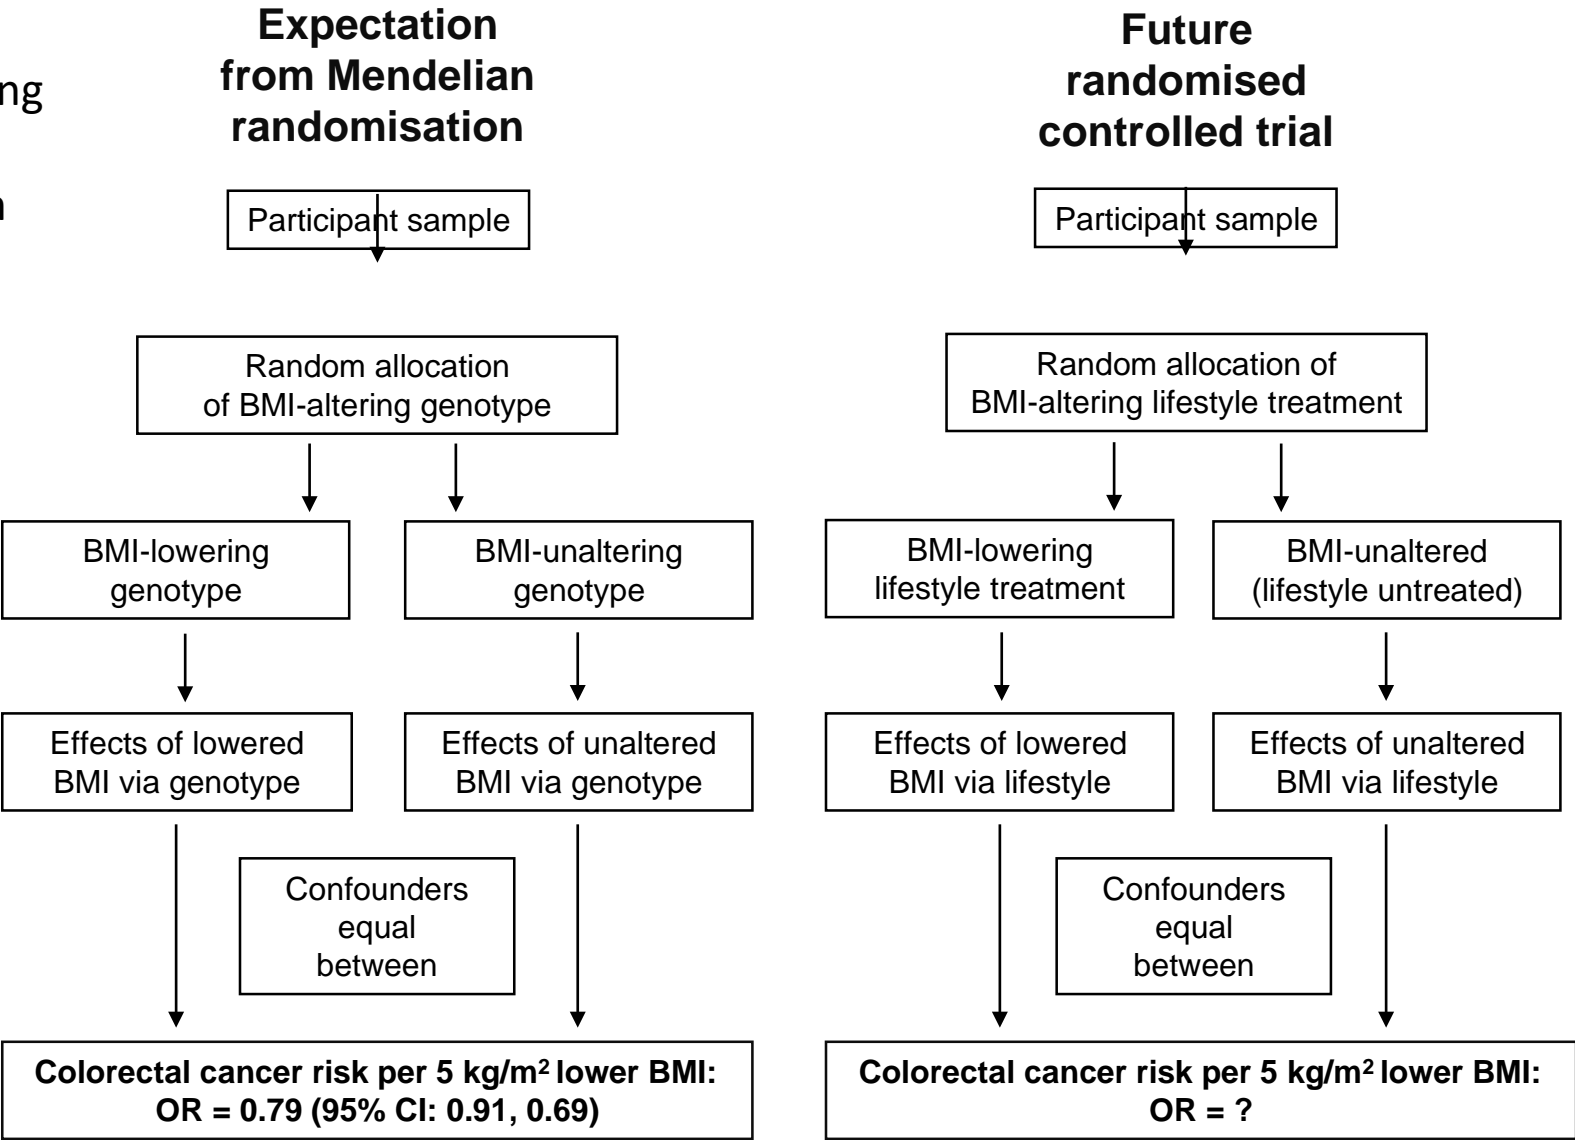 ng
Expectation
from Mendelian
randomisation
Participant sample
Random allocation
of BMI-altering genotype
BMI-lowering
genotype
BMI-unaltering
genotype
Effects of lowered
BMI via genotype
Effects of unaltered
BMI via genotype
Confounders
equal
between
Colorectal cancer risk per 5 kg/m² lower BMI:
OR = 0.79 (95% CI: 0.91, 0.69)
Future
randomised
controlled trial
Participant sample
Random allocation of
BMI-altering lifestyle treatment
BMI-lowering
lifestyle treatment
BMI-unaltered
(lifestyle untreated)
Effects of lowered
BMI via lifestyle
Effects of unaltered
BMI via lifestyle
Confounders
equal
between
Colorectal cancer risk per 5 kg/m² lower BMI:
OR = ?